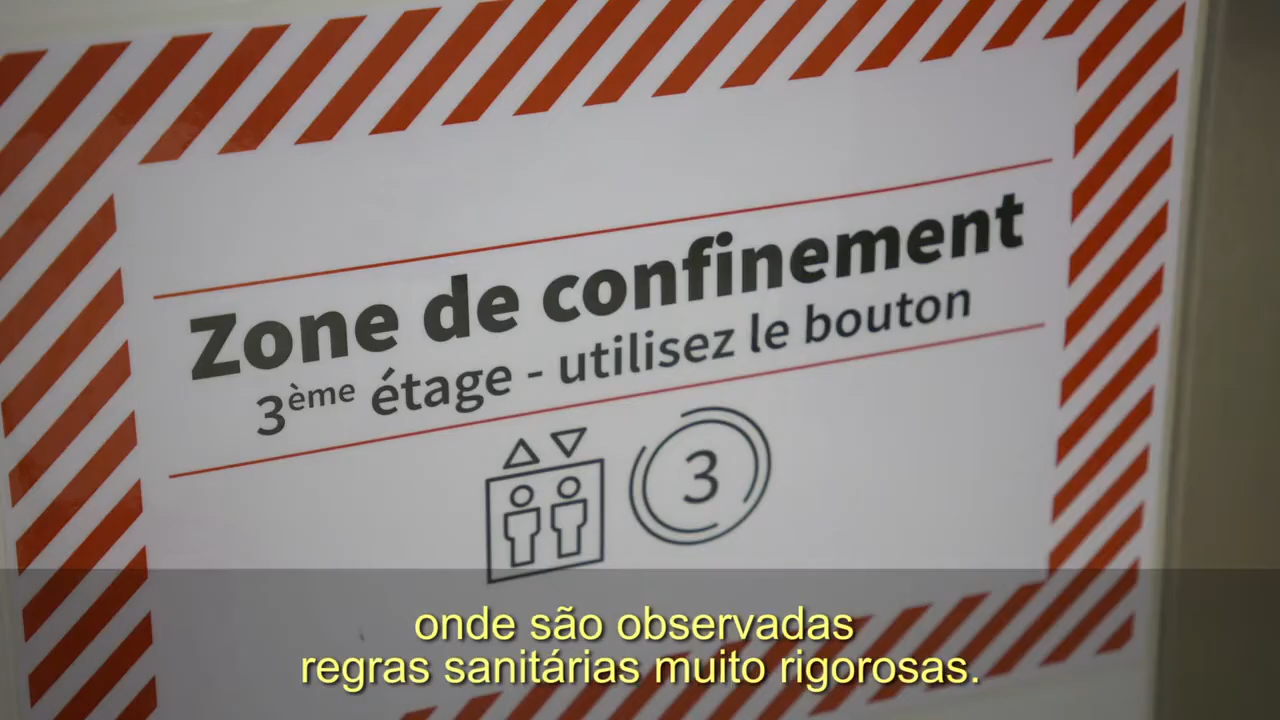 Zone de confinement
3ème étage - utilisez le bouton
3
onde são observadas
regras sanitárias muito rigorosas.